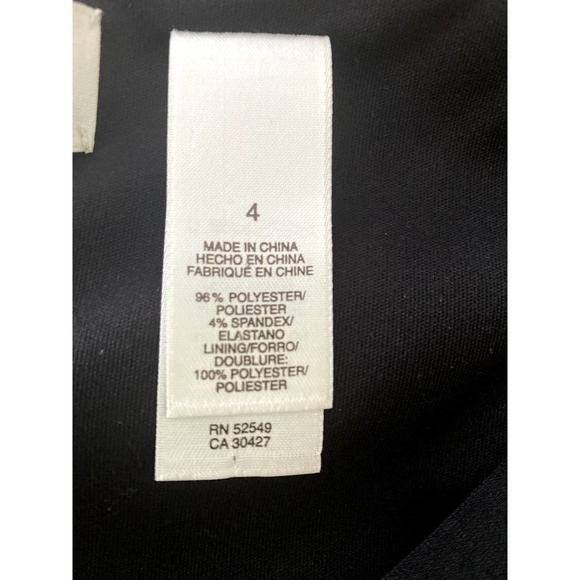 4
MADE IN CHINA
HECHO EN CHINA
FABRIQUÉ EN CHINE
96% POLYESTER/
POLIESTER
4% SPANDEX/
ELASTANO
LINING/FORRO/
DOUBLURE:
100% POLYESTER/
POLIESTER
RN 52549
CA 30427